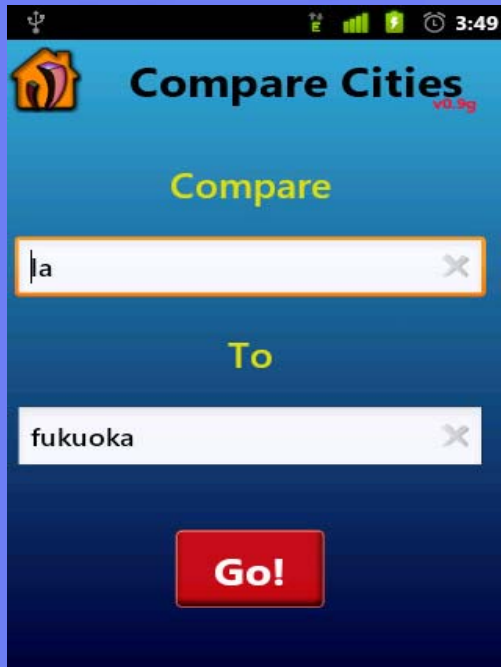 E 3:49
Compare Cities
v0.9g
Compare
la
To
fukuoka
Go!